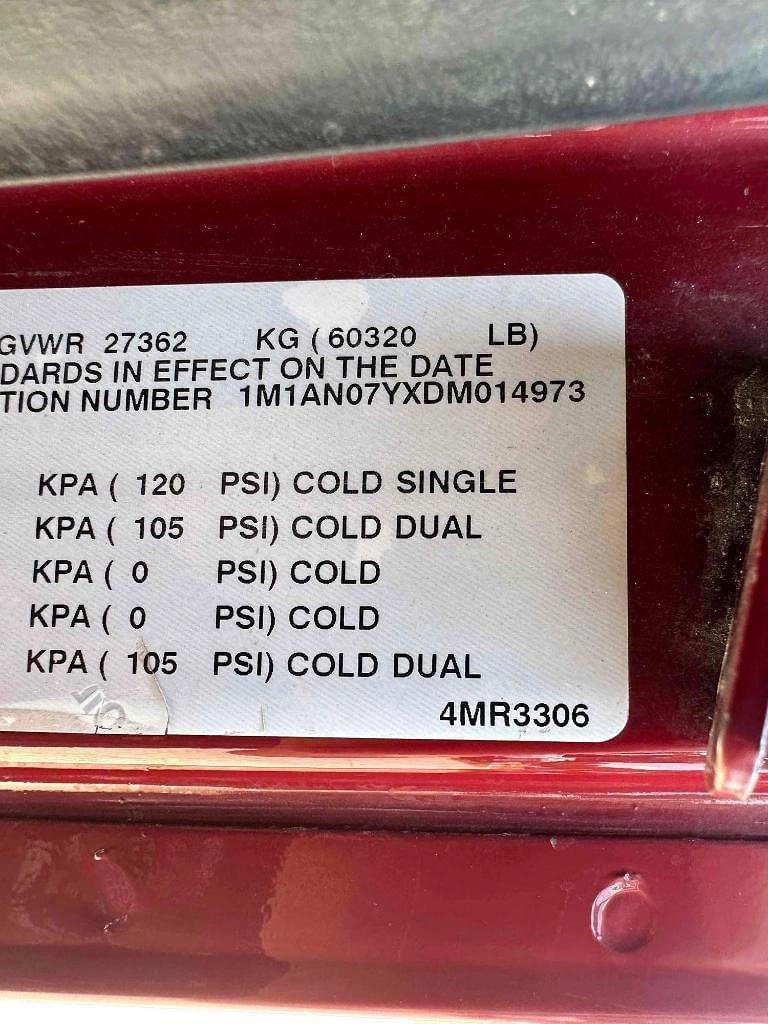 GVWR 27362 KG ( 60320 LB)
DARDS IN EFFECT ON THE DATE
TION NUMBER 1M1AN07YXDM014973
KPA ( 120 PSI) COLD SINGLE
KPA ( 105 PSI) COLD DUAL
KPA ( 0 PSI) COLD
KPA ( 0 PSI) COLD
KPA ( 105 PSI) COLD DUAL
4MR3306